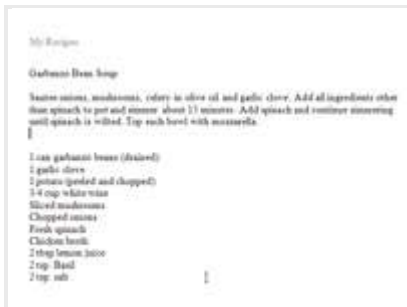 My Recipes
Garbanzo Bean Soup
Sautee onions, mushrooms, celery in olive oil and garlic clove. Add all ingredients other
than spinach to pot and simmer about 15 minutes. Add spinach and continue simmering
until spinach is wilted. Top each bowl with mozzarella.
1 can garbanzo beans (drained)
1 garlic clove
1 potato (peeled and chopped)
3/4 cup white wine
Sliced mushrooms
Chopped onions
Fresh spinach
Chicken broth
2 tbsp lemon juice
2 tsp. Basil
2 tsp. salt